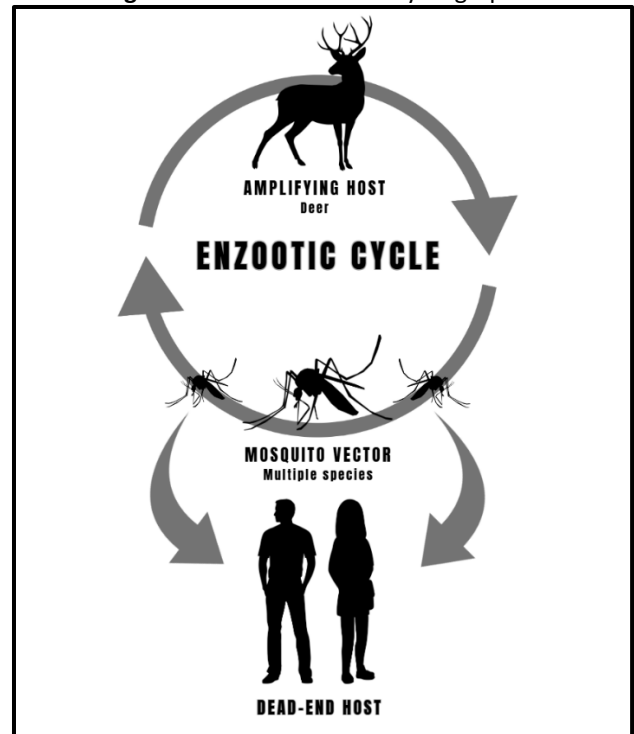 AMPLIFYING HOST
Deer
ENZOOTIC CYCLE
MOSQUITO VECTOR
Multiple species
DEAD-END HOST